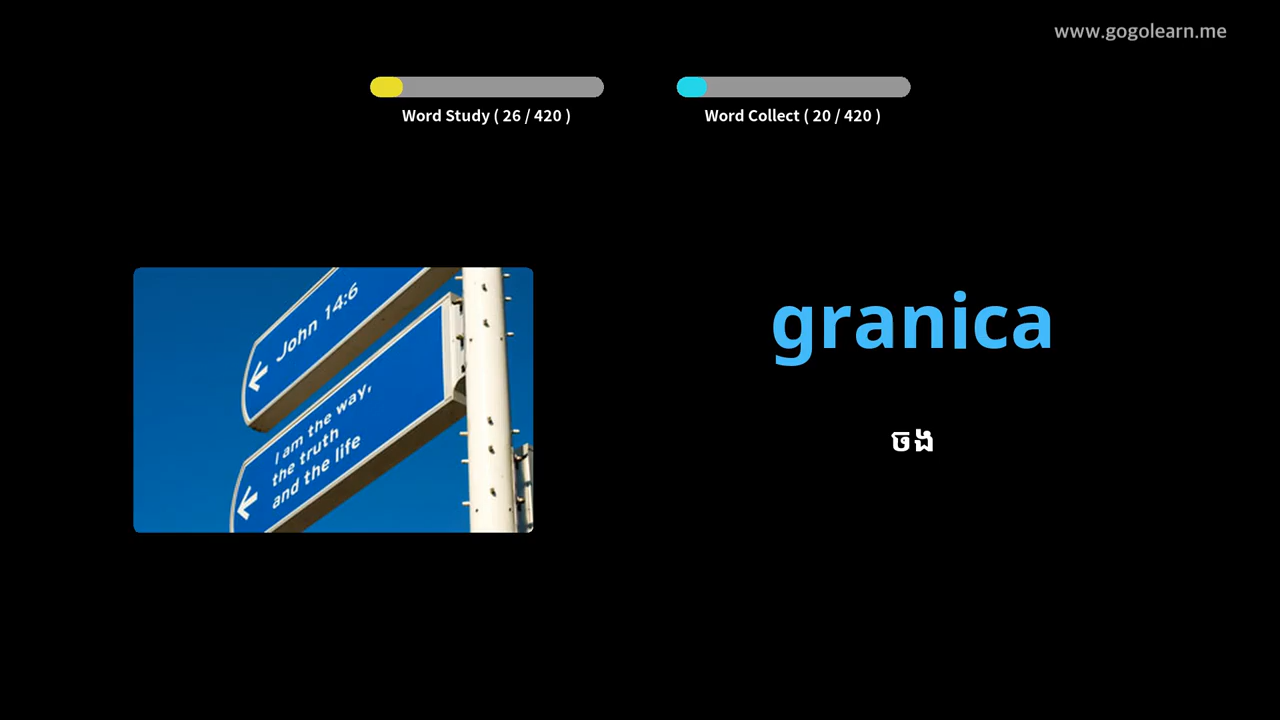 www.gogolearn.me
Word Study ( 26 / 420 )
Word Collect ( 20 / 420 )
John 14:6
I am the way,
the truth
and the life
granica
ចង